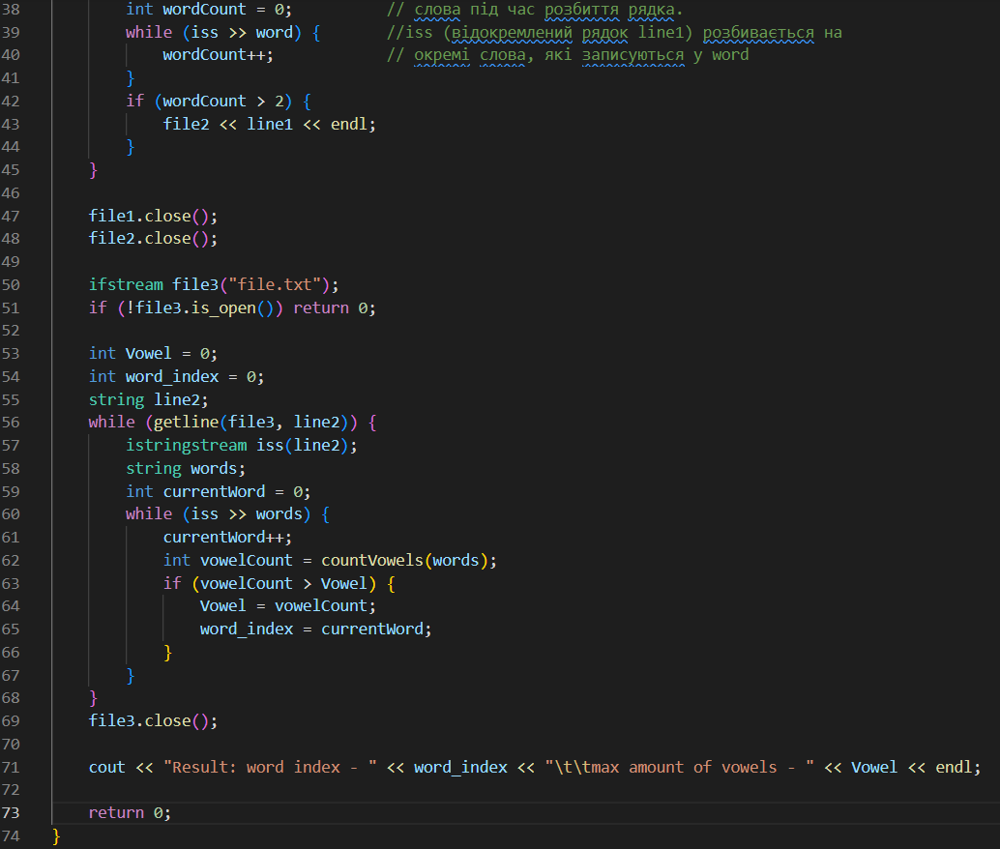 38 int wordCount = 0; // слова під час розбиття рядка.
39 while (iss >> word) { //iss (відокремлений рядок line1) розбивається на
40 wordCount++; // окремі слова, які записуються у word
41 }
42 if (wordCount > 2) {
43 file2 << line1 << endl;
44 }
45 }
46
47 file1.close();
48 file2.close();
49
50 ifstream file3("file.txt");
51 if (!file3.is_open()) return 0;
52
53 int Vowel = 0;
54 int word_index = 0;
55 string line2;
56 while (getline(file3, line2)) {
57 istringstream iss(line2);
58 string words;
59 int currentWord = 0;
60 while (iss >> words) {
61 currentWord++;
62 int vowelCount = countVowels(words);
63 if (vowelCount > Vowel) {
64 Vowel = vowelCount;
65 word_index = currentWord;
66 }
67 }
68 }
69 file3.close();
70
71 cout << "Result: word index - " << word_index << "\t\tmax amount of vowels - " << Vowel << endl;
72
73 return 0;
74 }